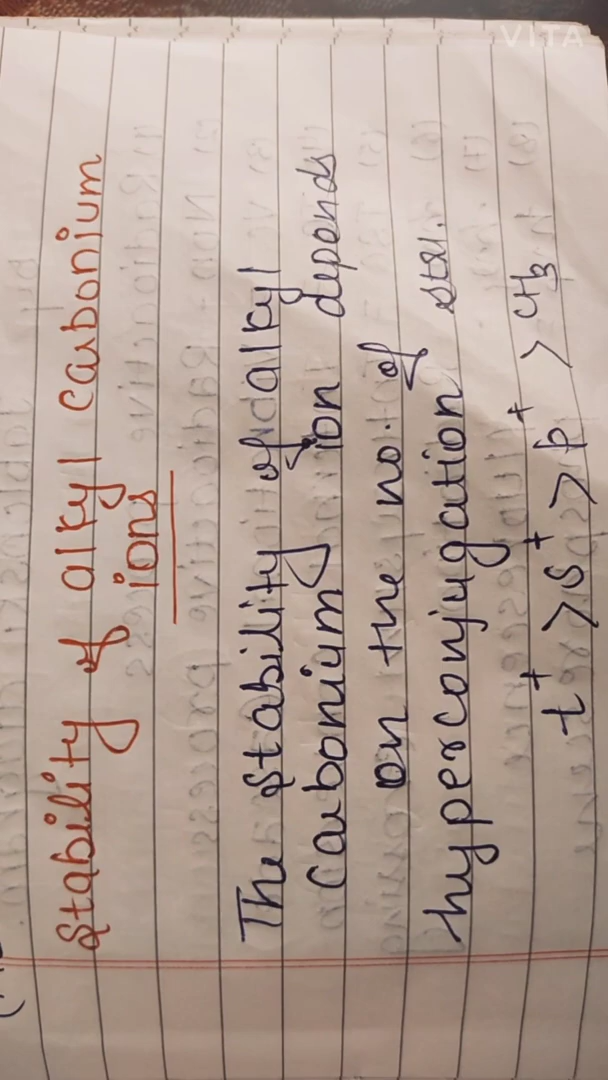 VITA
Stability of alkyl carbonium
ions
The stability of alkyl
carbonium ion depends
on the no. of
hyperconjugation str.
t⁺ > s⁺ > p⁺ > CH₃